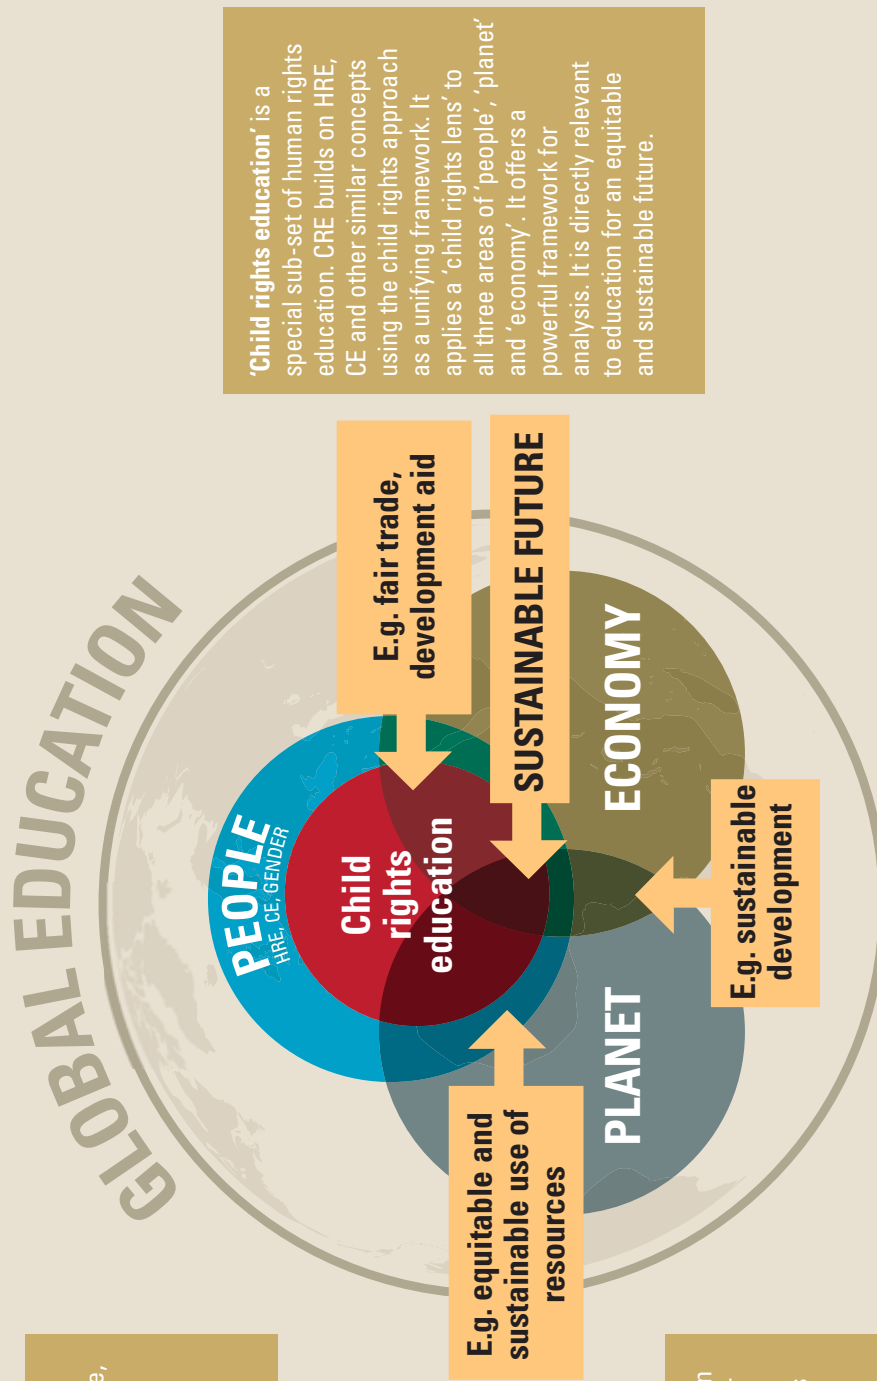 GLOBAL EDUCATION
PEOPLE
HRE, CE, GENDER
Child
rights
education
PLANET
ECONOMY
E.g. equitable and
sustainable use of
resources
E.g. fair trade,
development aid
SUSTAINABLE FUTURE
E.g. sustainable
development
'Child rights education' is a
special sub-set of human rights
education. CRE builds on HRE,
CE and other similar concepts
using the child rights approach
as a unifying framework. It
applies a 'child rights lens' to
all three areas of 'people', 'planet'
and 'economy'. It offers a
powerful framework for
analysis. It is directly relevant
to education for an equitable
and sustainable future.